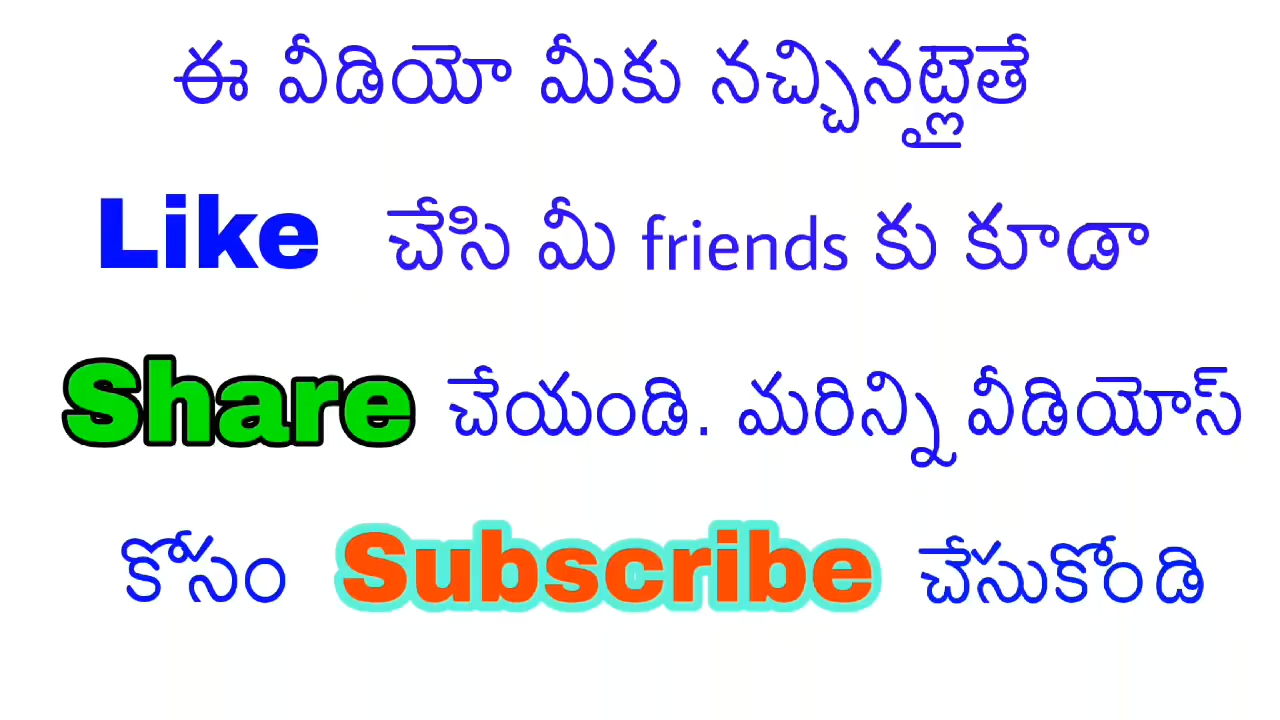 ఈ వీడియో మీకు నచ్చినట్లైతే
Like చేసి మీ friends కు కూడా
Share చేయండి. మరిన్ని వీడియోస్
కోసం Subscribe చేసుకోండి